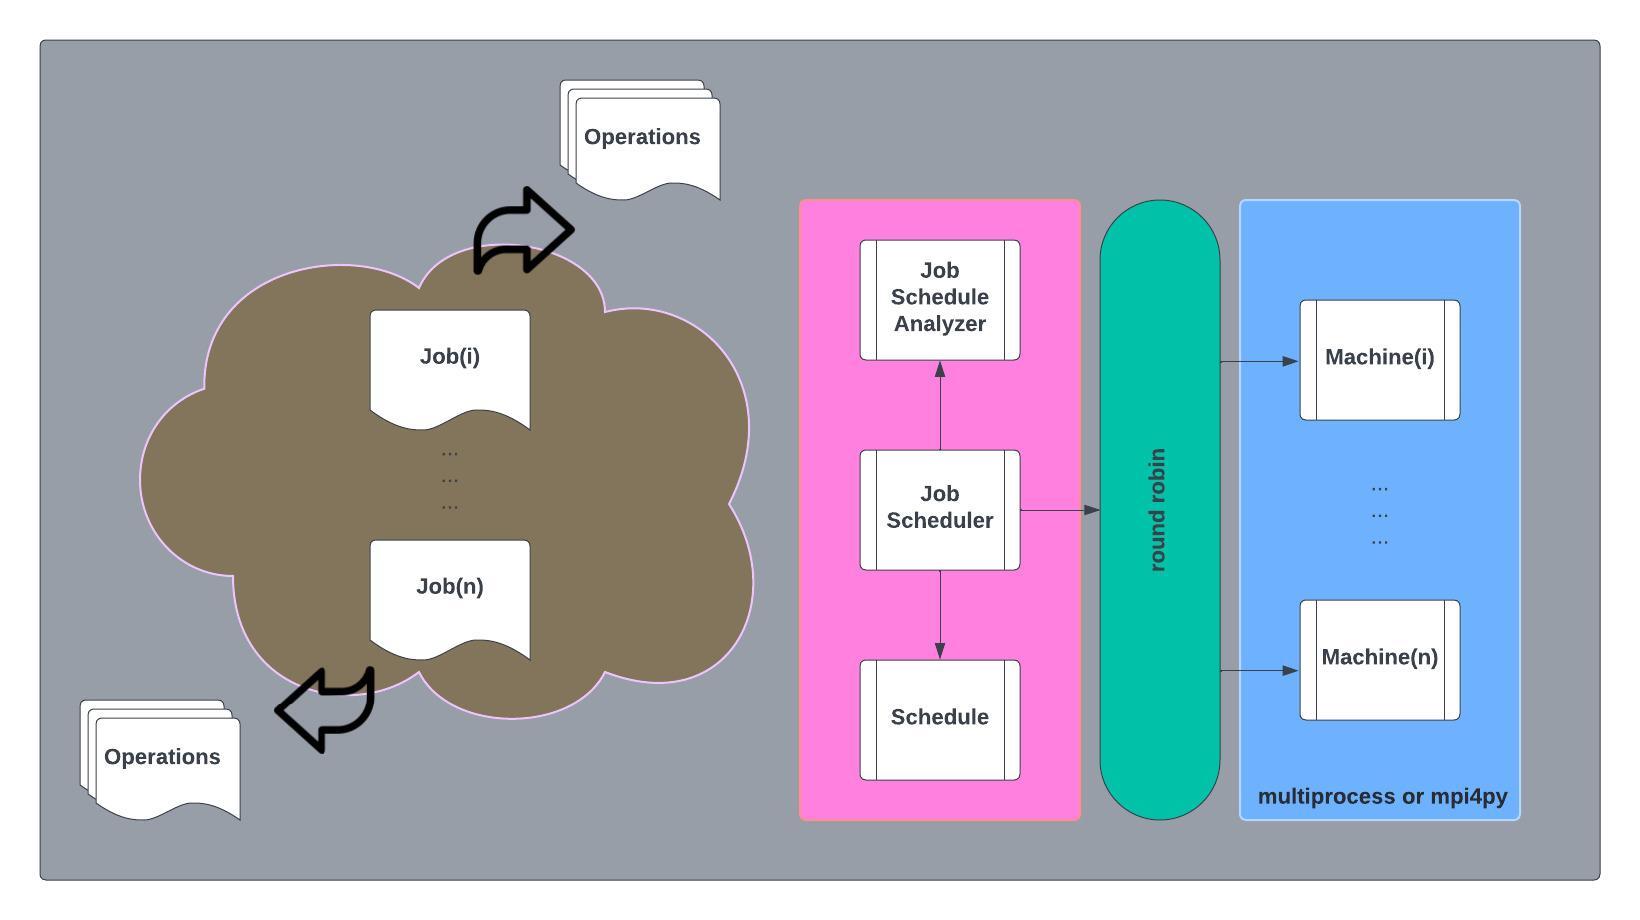 Operations
Job(i)
...
...
...
Job(n)
Operations
Job
Schedule
Analyzer
Job
Scheduler
Schedule
round robin
Machine(i)
...
...
...
Machine(n)
multiprocess or mpi4py